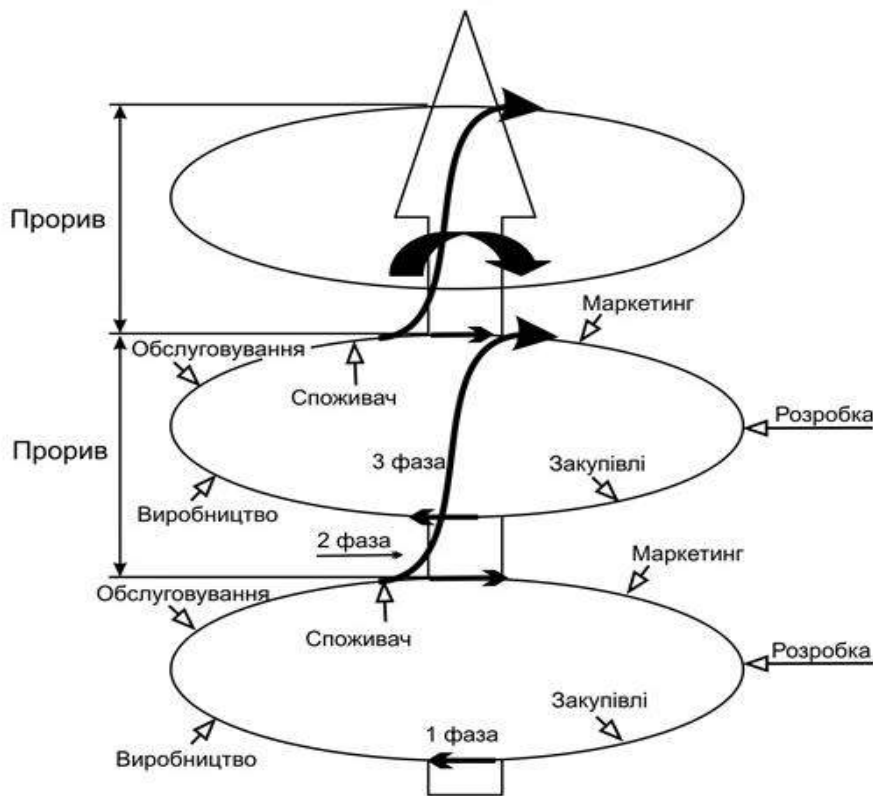 Прорив
Маркетинг
Обслуговування
Споживач
Розробка
Прорив
3 фаза
Закупівлі
Виробництво
2 фаза
Маркетинг
Обслуговування
Споживач
Розробка
Закупівлі
1 фаза
Виробництво